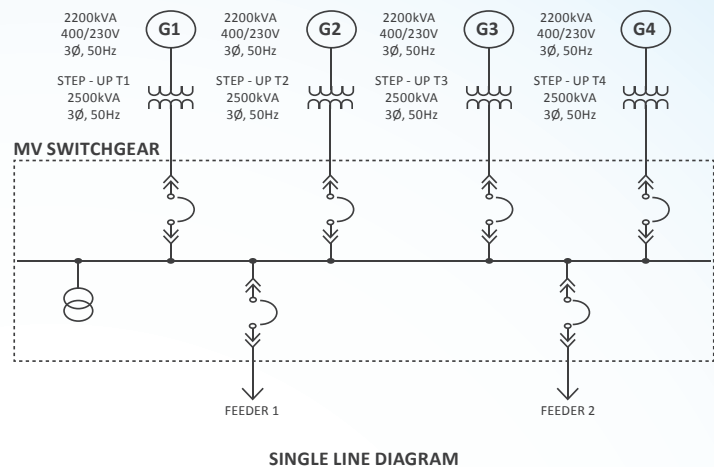 2200kVA
400/230V
3Ø, 50Hz
G1
2200kVA
400/230V
3Ø, 50Hz
G2
2200kVA
400/230V
3Ø, 50Hz
G3
2200kVA
400/230V
3Ø, 50Hz
G4
STEP - UP T1
2500kVA
3Ø, 50Hz
STEP - UP T2
2500kVA
3Ø, 50Hz
STEP - UP T3
2500kVA
3Ø, 50Hz
STEP - UP T4
2500kVA
3Ø, 50Hz
MV SWITCHGEAR
FEEDER 1
FEEDER 2
SINGLE LINE DIAGRAM